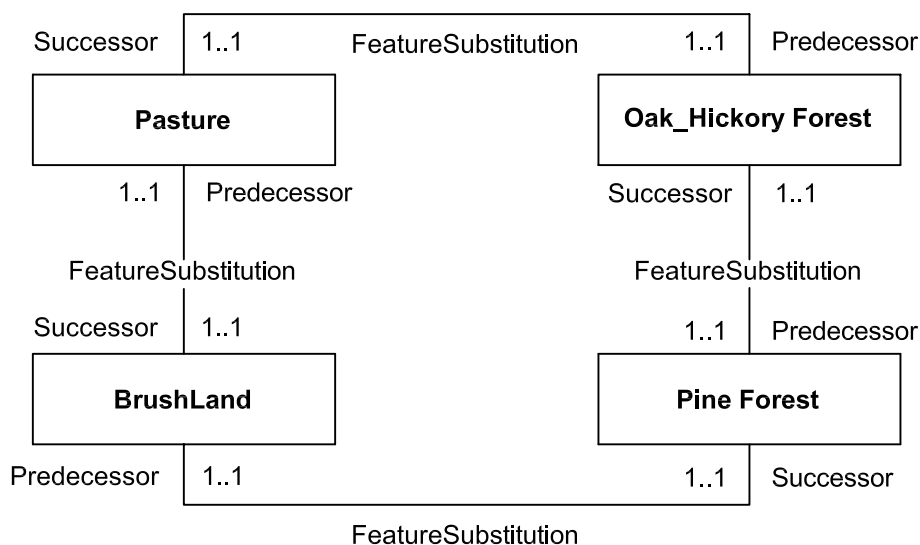 Successor 1..1 FeatureSubstitution 1..1 Predecessor
Pasture Oak_Hickory Forest
1..1 Predecessor Successor 1..1
FeatureSubstitution FeatureSubstitution
Successor 1..1 1..1 Predecessor
BrushLand Pine Forest
Predecessor 1..1 1..1 Successor
FeatureSubstitution